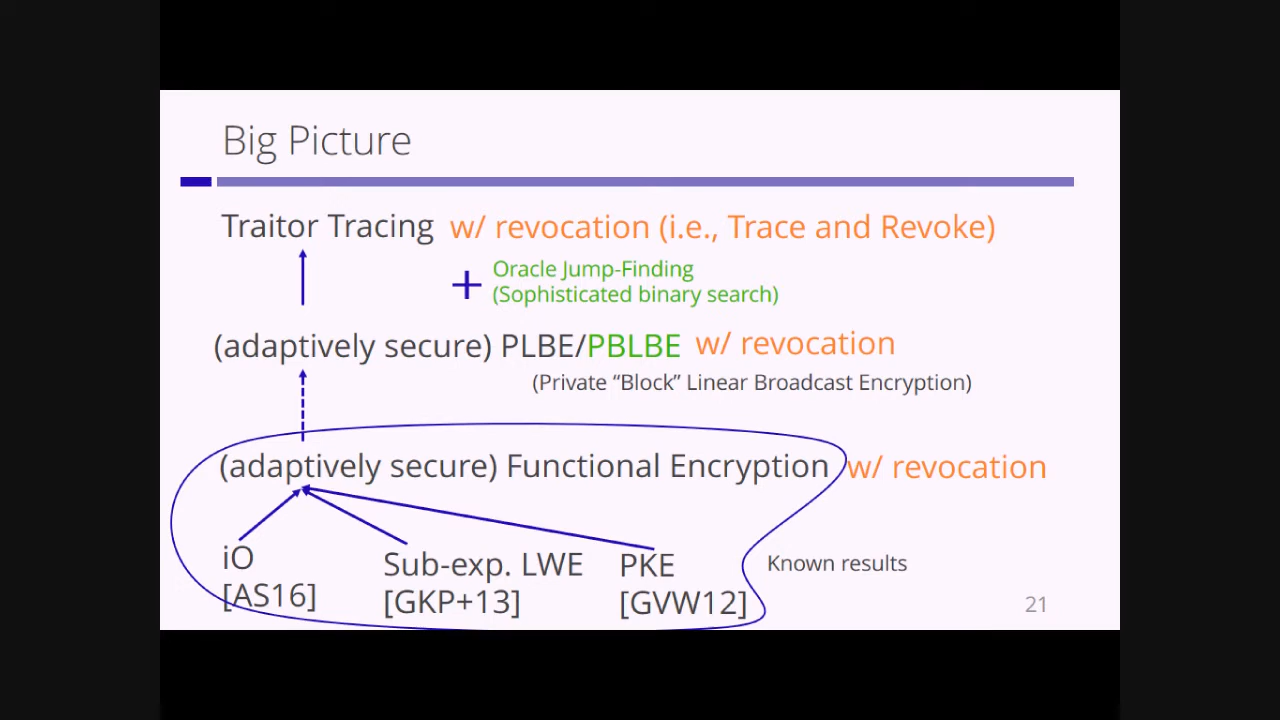 Big Picture
Traitor Tracing w/ revocation (i.e., Trace and Revoke)
+ Oracle Jump-Finding
(Sophisticated binary search)
(adaptively secure) PLBE/PBLBE w/ revocation
(Private “Block” Linear Broadcast Encryption)
(adaptively secure) Functional Encryption w/ revocation
iO
[AS16]
Sub-exp. LWE
[GKP+13]
PKE
[GVW12]
Known results
21